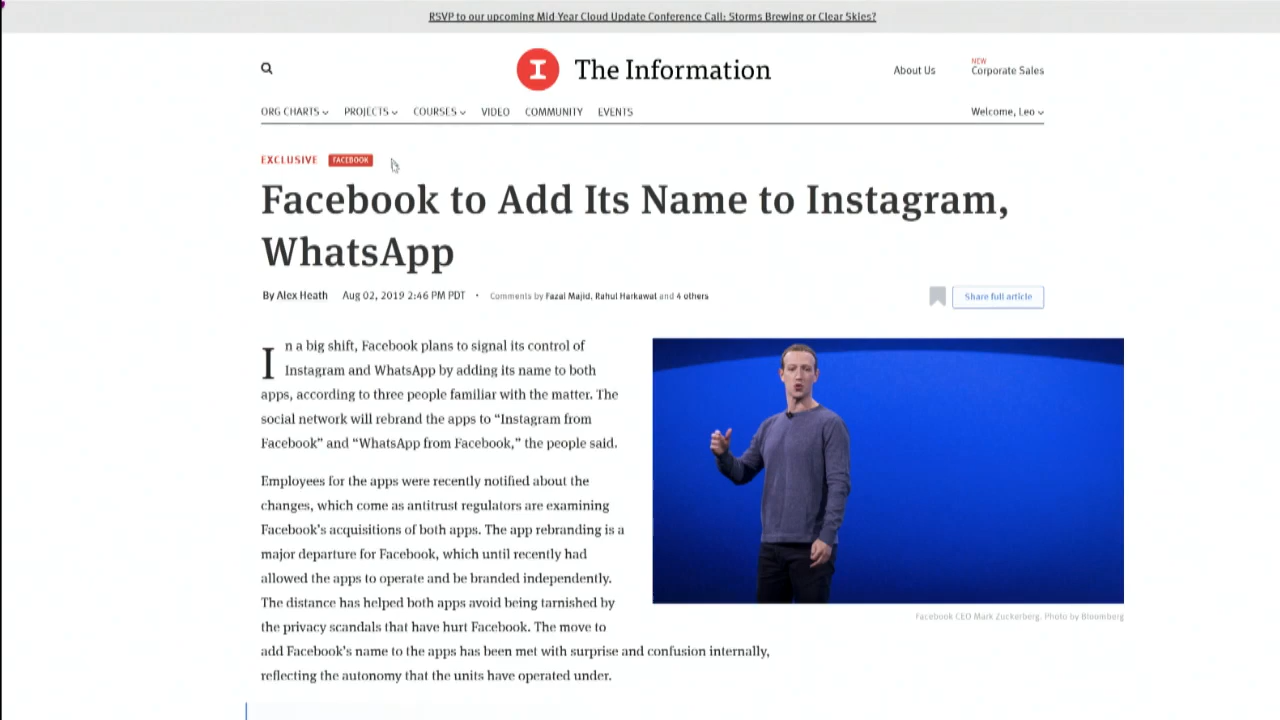 RSVP to our upcoming Mid Year Cloud Update Conference Call: Storms Brewing or Clear Skies?
I The Information
About Us
NEW
Corporate Sales
ORG CHARTS PROJECTS COURSES VIDEO COMMUNITY EVENTS
Welcome, Leo
EXCLUSIVE FACEBOOK
Facebook to Add Its Name to Instagram,
WhatsApp
By Alex Heath Aug 02, 2019 2:46 PM PDT • Comments by Fazal Majid, Rahul Harkawat and 4 others
Share full article
In a big shift, Facebook plans to signal its control of
Instagram and WhatsApp by adding its name to both
apps, according to three people familiar with the matter. The
social network will rebrand the apps to “Instagram from
Facebook” and “WhatsApp from Facebook,” the people said.
Employees for the apps were recently notified about the
changes, which come as antitrust regulators are examining
Facebook’s acquisitions of both apps. The app rebranding is a
major departure for Facebook, which until recently had
allowed the apps to operate and be branded independently.
The distance has helped both apps avoid being tarnished by
the privacy scandals that have hurt Facebook. The move to
add Facebook’s name to the apps has been met with surprise and confusion internally,
reflecting the autonomy that the units have operated under.
Facebook CEO Mark Zuckerberg. Photo by Bloomberg